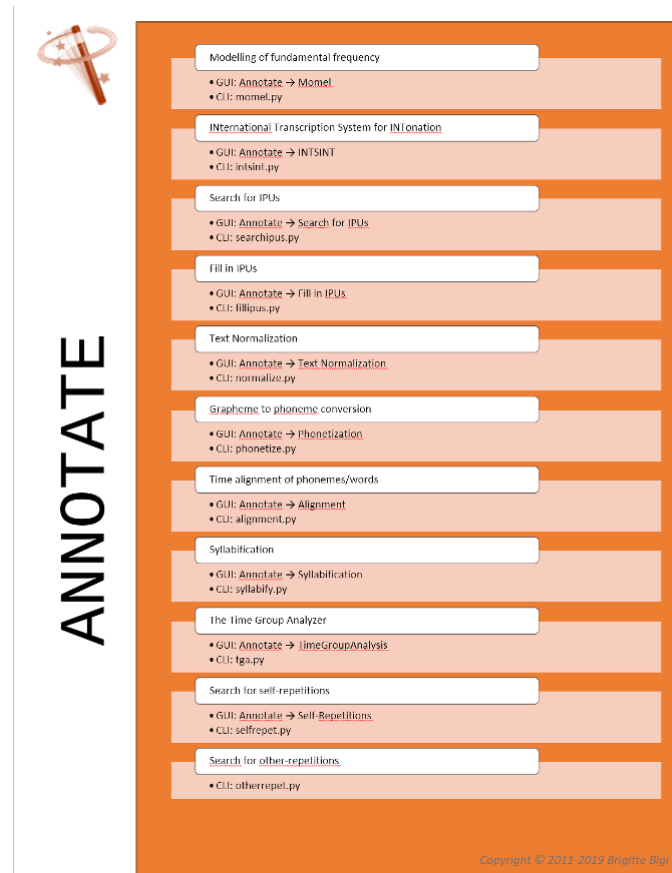 ANNOTATE
Modelling of fundamental frequency
• GUI: Annotate → Momel
• CLI: momel.py
INternational Transcription System for INTonation
• GUI: Annotate → INTSINT
• CLI: intsint.py
Search for IPUs
• GUI: Annotate → Search for IPUs
• CLI: searchipus.py
Fill in IPUs
• GUI: Annotate → Fill in IPUs
• CLI: fillipus.py
Text Normalization
• GUI: Annotate → Text Normalization
• CLI: normalize.py
Grapheme to phoneme conversion
• GUI: Annotate → Phonetization
• CLI: phonetize.py
Time alignment of phonemes/words
• GUI: Annotate → Alignment
• CLI: alignment.py
Syllabification
• GUI: Annotate → Syllabification
• CLI: syllabify.py
The Time Group Analyzer
• GUI: Annotate → TimeGroupAnalysis
• CLI: tga.py
Search for self-repetitions
• GUI: Annotate → Self-Repetitions
• CLI: selfrepet.py
Search for other-repetitions
• CLI: otherrepet.py
Copyright © 2011-2019 Brigitte Bigi